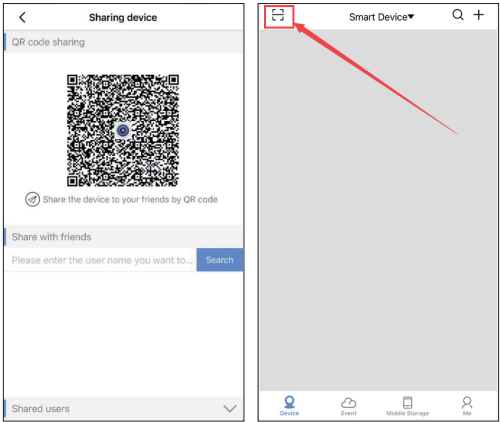 Sharing device
QR code sharing
Share the device to your friends by QR code
Share with friends
Please enter the user name you want to... Search
Shared users
Smart Device▼
Device Event Mobile Storage Me